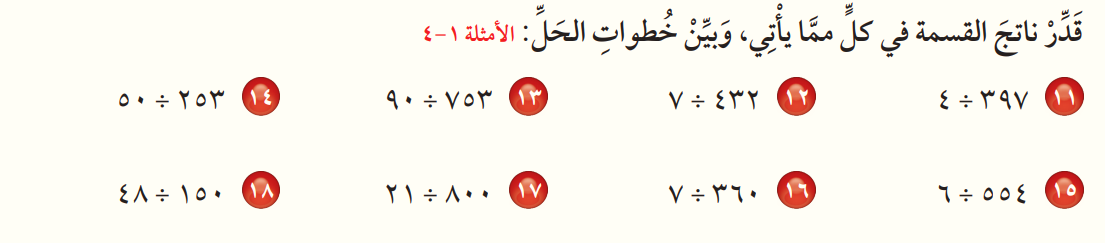 قَدِّرْ ناتجَ القسمة في كلٍّ ممَّا يأْتِي، وَبيِّنْ خُطواتِ الحَلِّ: الأمثلة ١-٤
١١ ٣٩٧ ÷ ٤ ١٢ ٤٣٢ ÷ ٧ ١٣ ٧٥٣ ÷ ٩٠ ١٤ ٢٥٣ ÷ ٥٠
١٥ ٥٥٤ ÷ ٦ ١٦ ٣٦٠ ÷ ٧ ١٧ ٨٠٠ ÷ ٢١ ١٨ ١٥٠ ÷ ٤٨